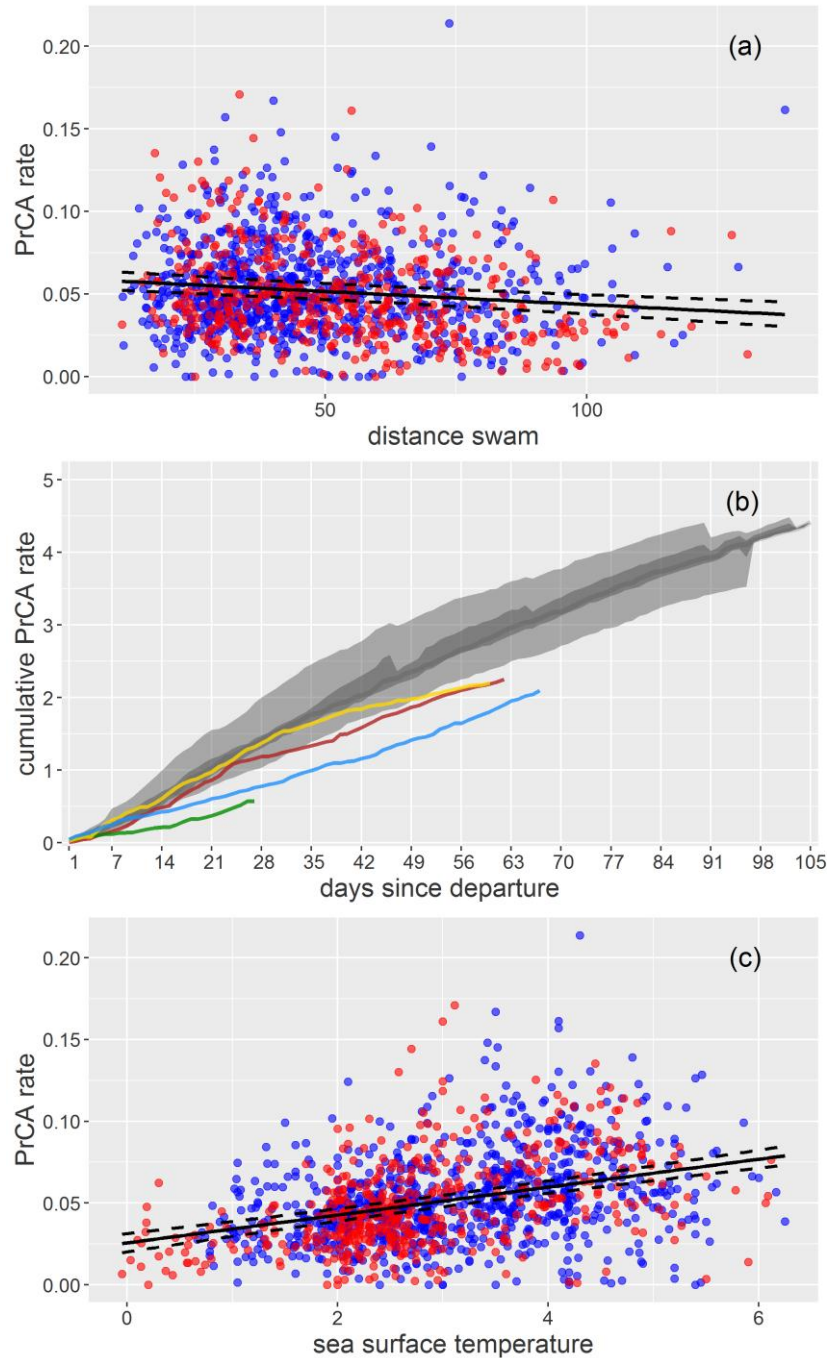 (a)
PrCA rate
0.20
0.15
0.10
0.05
0.00
50 100
distance swam
(b)
cumulative PrCA rate
5
4
3
2
1
0
1 7 14 21 28 35 42 49 56 63 70 77 84 91 98 105
days since departure
(c)
PrCA rate
0.20
0.15
0.10
0.05
0.00
0 2 4 6
sea surface temperature